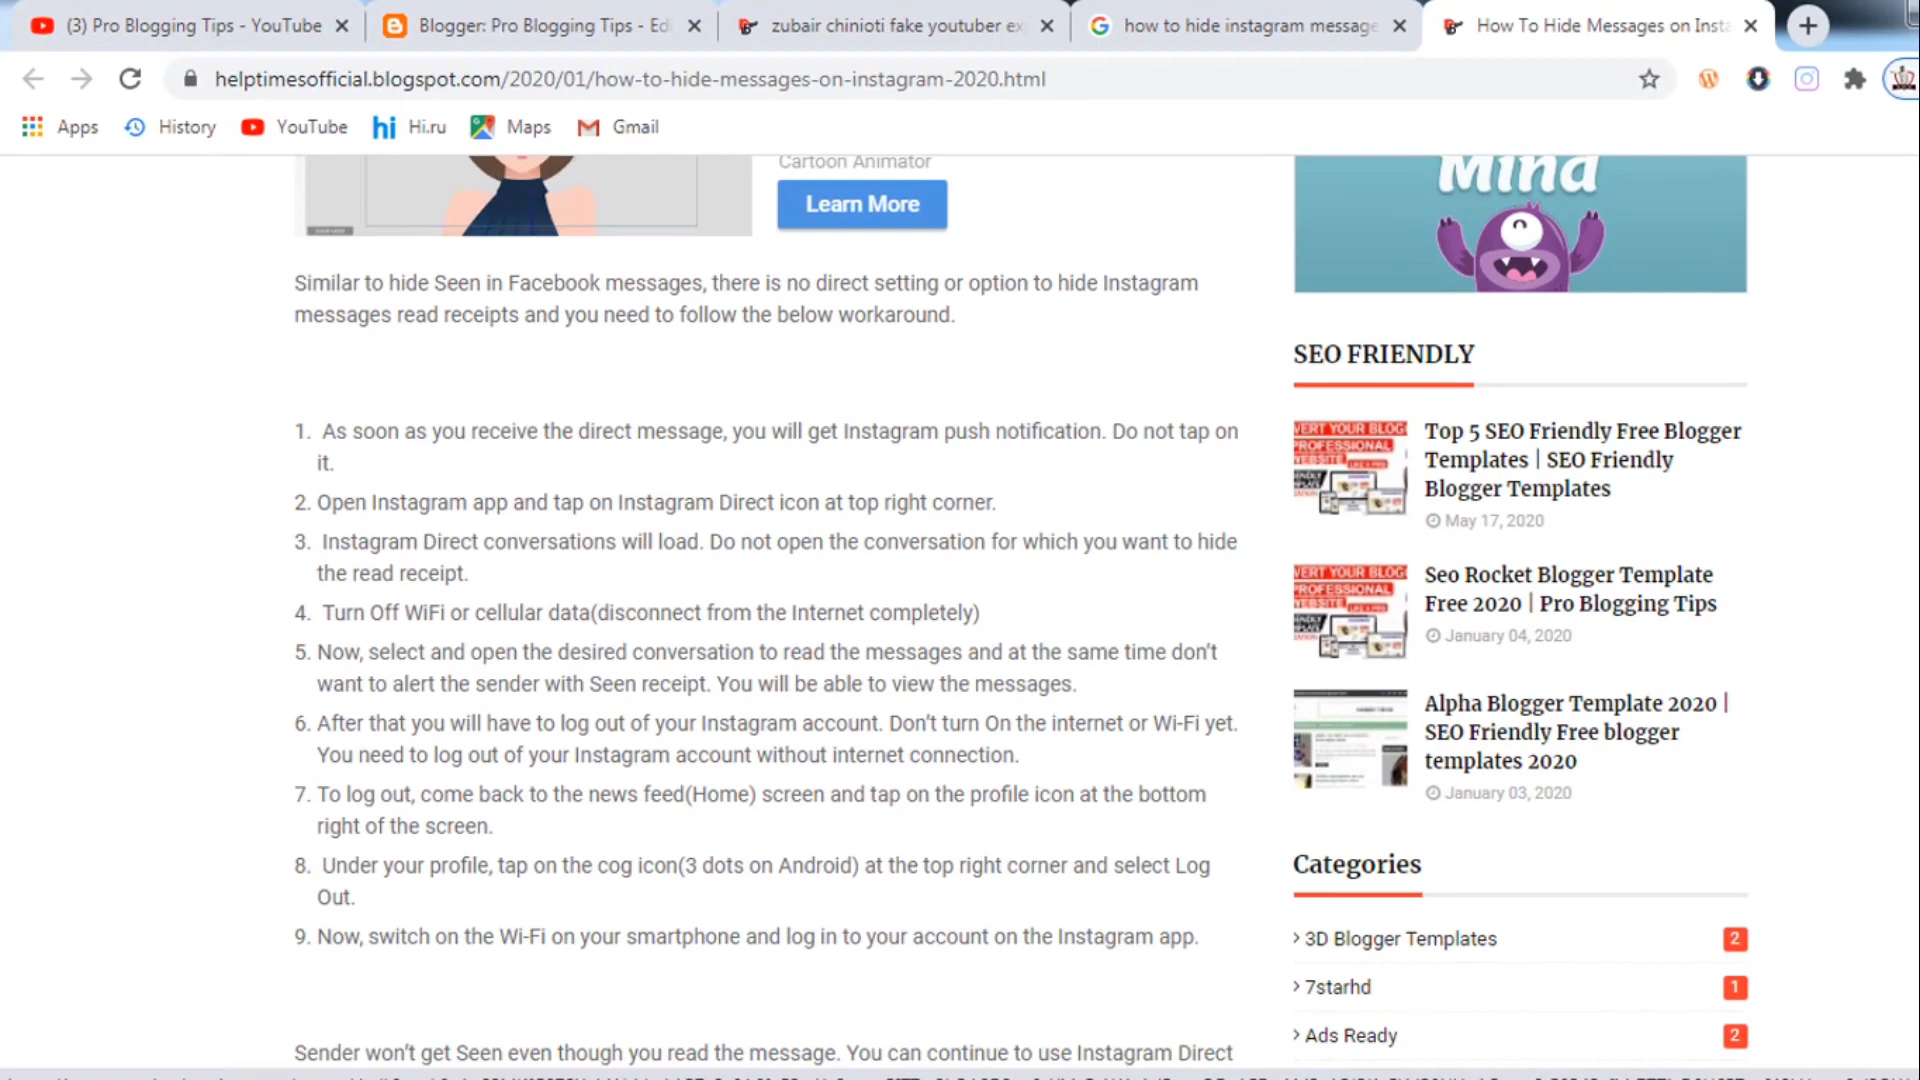 (3) Pro Blogging Tips - YouTube
Blogger: Pro Blogging Tips - Edi
zubair chinioti fake youtuber ex
how to hide instagram message
How To Hide Messages on Insta
helptimesofficial.blogspot.com/2020/01/how-to-hide-messages-on-instagram-2020.html
Apps
History
YouTube
hi Hi.ru
Maps
Gmail
Cartoon Animator
Learn More
Similar to hide Seen in Facebook messages, there is no direct setting or option to hide Instagram
messages read receipts and you need to follow the below workaround.
1. As soon as you receive the direct message, you will get Instagram push notification. Do not tap on
it.
2. Open Instagram app and tap on Instagram Direct icon at top right corner.
3. Instagram Direct conversations will load. Do not open the conversation for which you want to hide
the read receipt.
4. Turn Off WiFi or cellular data(disconnect from the Internet completely)
5. Now, select and open the desired conversation to read the messages and at the same time don’t
want to alert the sender with Seen receipt. You will be able to view the messages.
6. After that you will have to log out of your Instagram account. Don’t turn On the internet or Wi-Fi yet.
You need to log out of your Instagram account without internet connection.
7. To log out, come back to the news feed(Home) screen and tap on the profile icon at the bottom
right of the screen.
8. Under your profile, tap on the cog icon(3 dots on Android) at the top right corner and select Log
Out.
9. Now, switch on the Wi-Fi on your smartphone and log in to your account on the Instagram app.
Sender won’t get Seen even though you read the message. You can continue to use Instagram Direct
Mind
SEO FRIENDLY
VERT YOUR BLOG
PROFESSIONAL
WEBSITE
Top 5 SEO Friendly Free Blogger
Templates | SEO Friendly
Blogger Templates
May 17, 2020
VERT YOUR BLOG
PROFESSIONAL
WEBSITE
Seo Rocket Blogger Template
Free 2020 | Pro Blogging Tips
January 04, 2020
Alpha Blogger Template 2020 |
SEO Friendly Free blogger
templates 2020
January 03, 2020
Categories
3D Blogger Templates 2
7starhd 1
Ads Ready 2